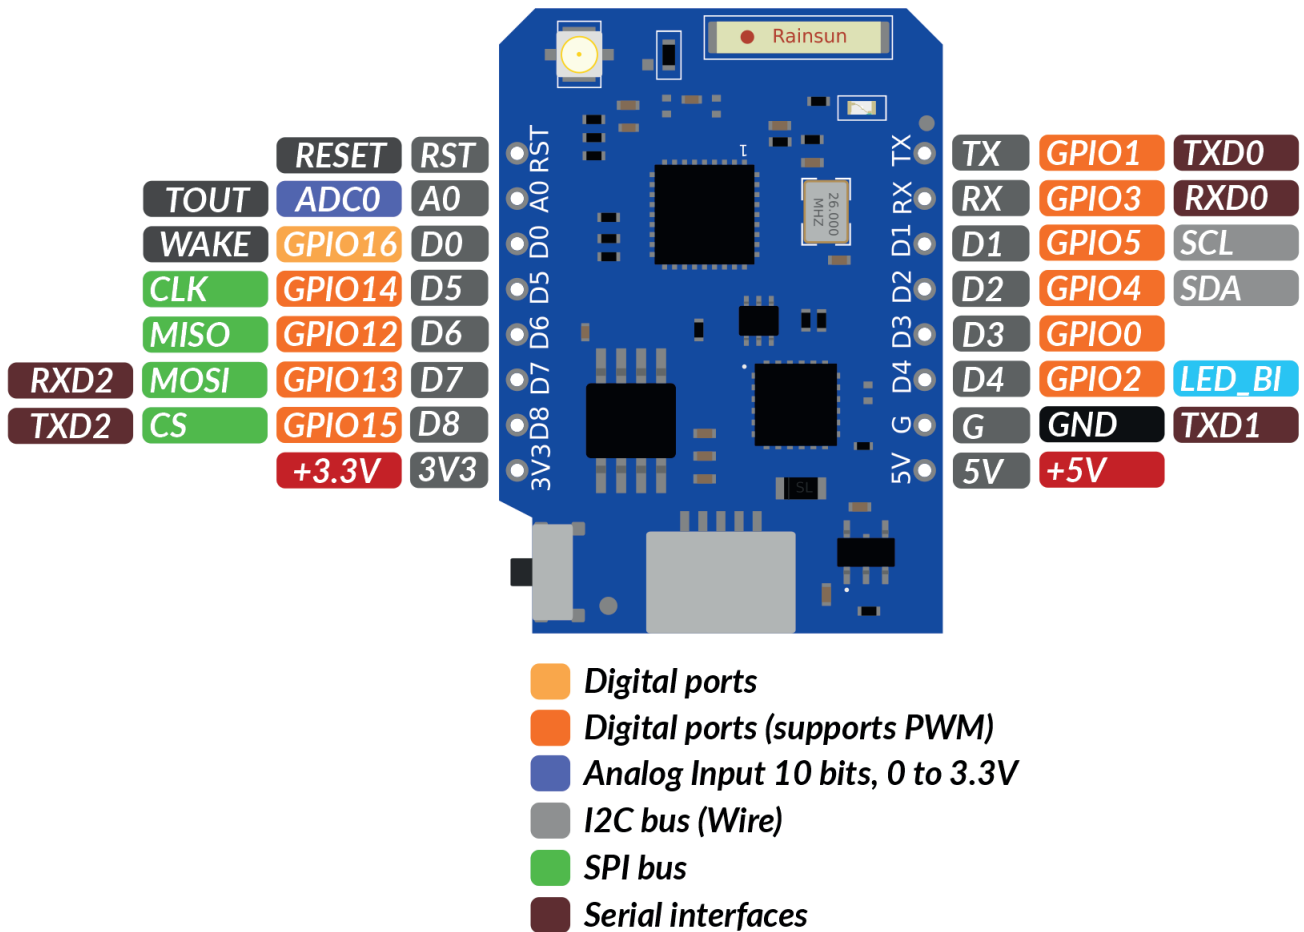 Rainsun
RESET RST RST TX TX GPIO1 TXD0
1
TOUT ADC0 A0 A0 RX RX GPIO3 RXD0
26.000
MHZ
WAKE GPIO16 D0 D0 D1 D1 GPIO5 SCL
CLK GPIO14 D5 D5 D2 D2 GPIO4 SDA
MISO GPIO12 D6 D6 D3 D3 GPIO0
RXD2 MOSI GPIO13 D7 D7 D4 D4 GPIO2 LED_BI
TXD2 CS GPIO15 D8 D8 G G GND TXD1
+3.3V 3V3 3V3 5V 5V +5V
SL
Digital ports
Digital ports (supports PWM)
Analog Input 10 bits, 0 to 3.3V
I2C bus (Wire)
SPI bus
Serial interfaces